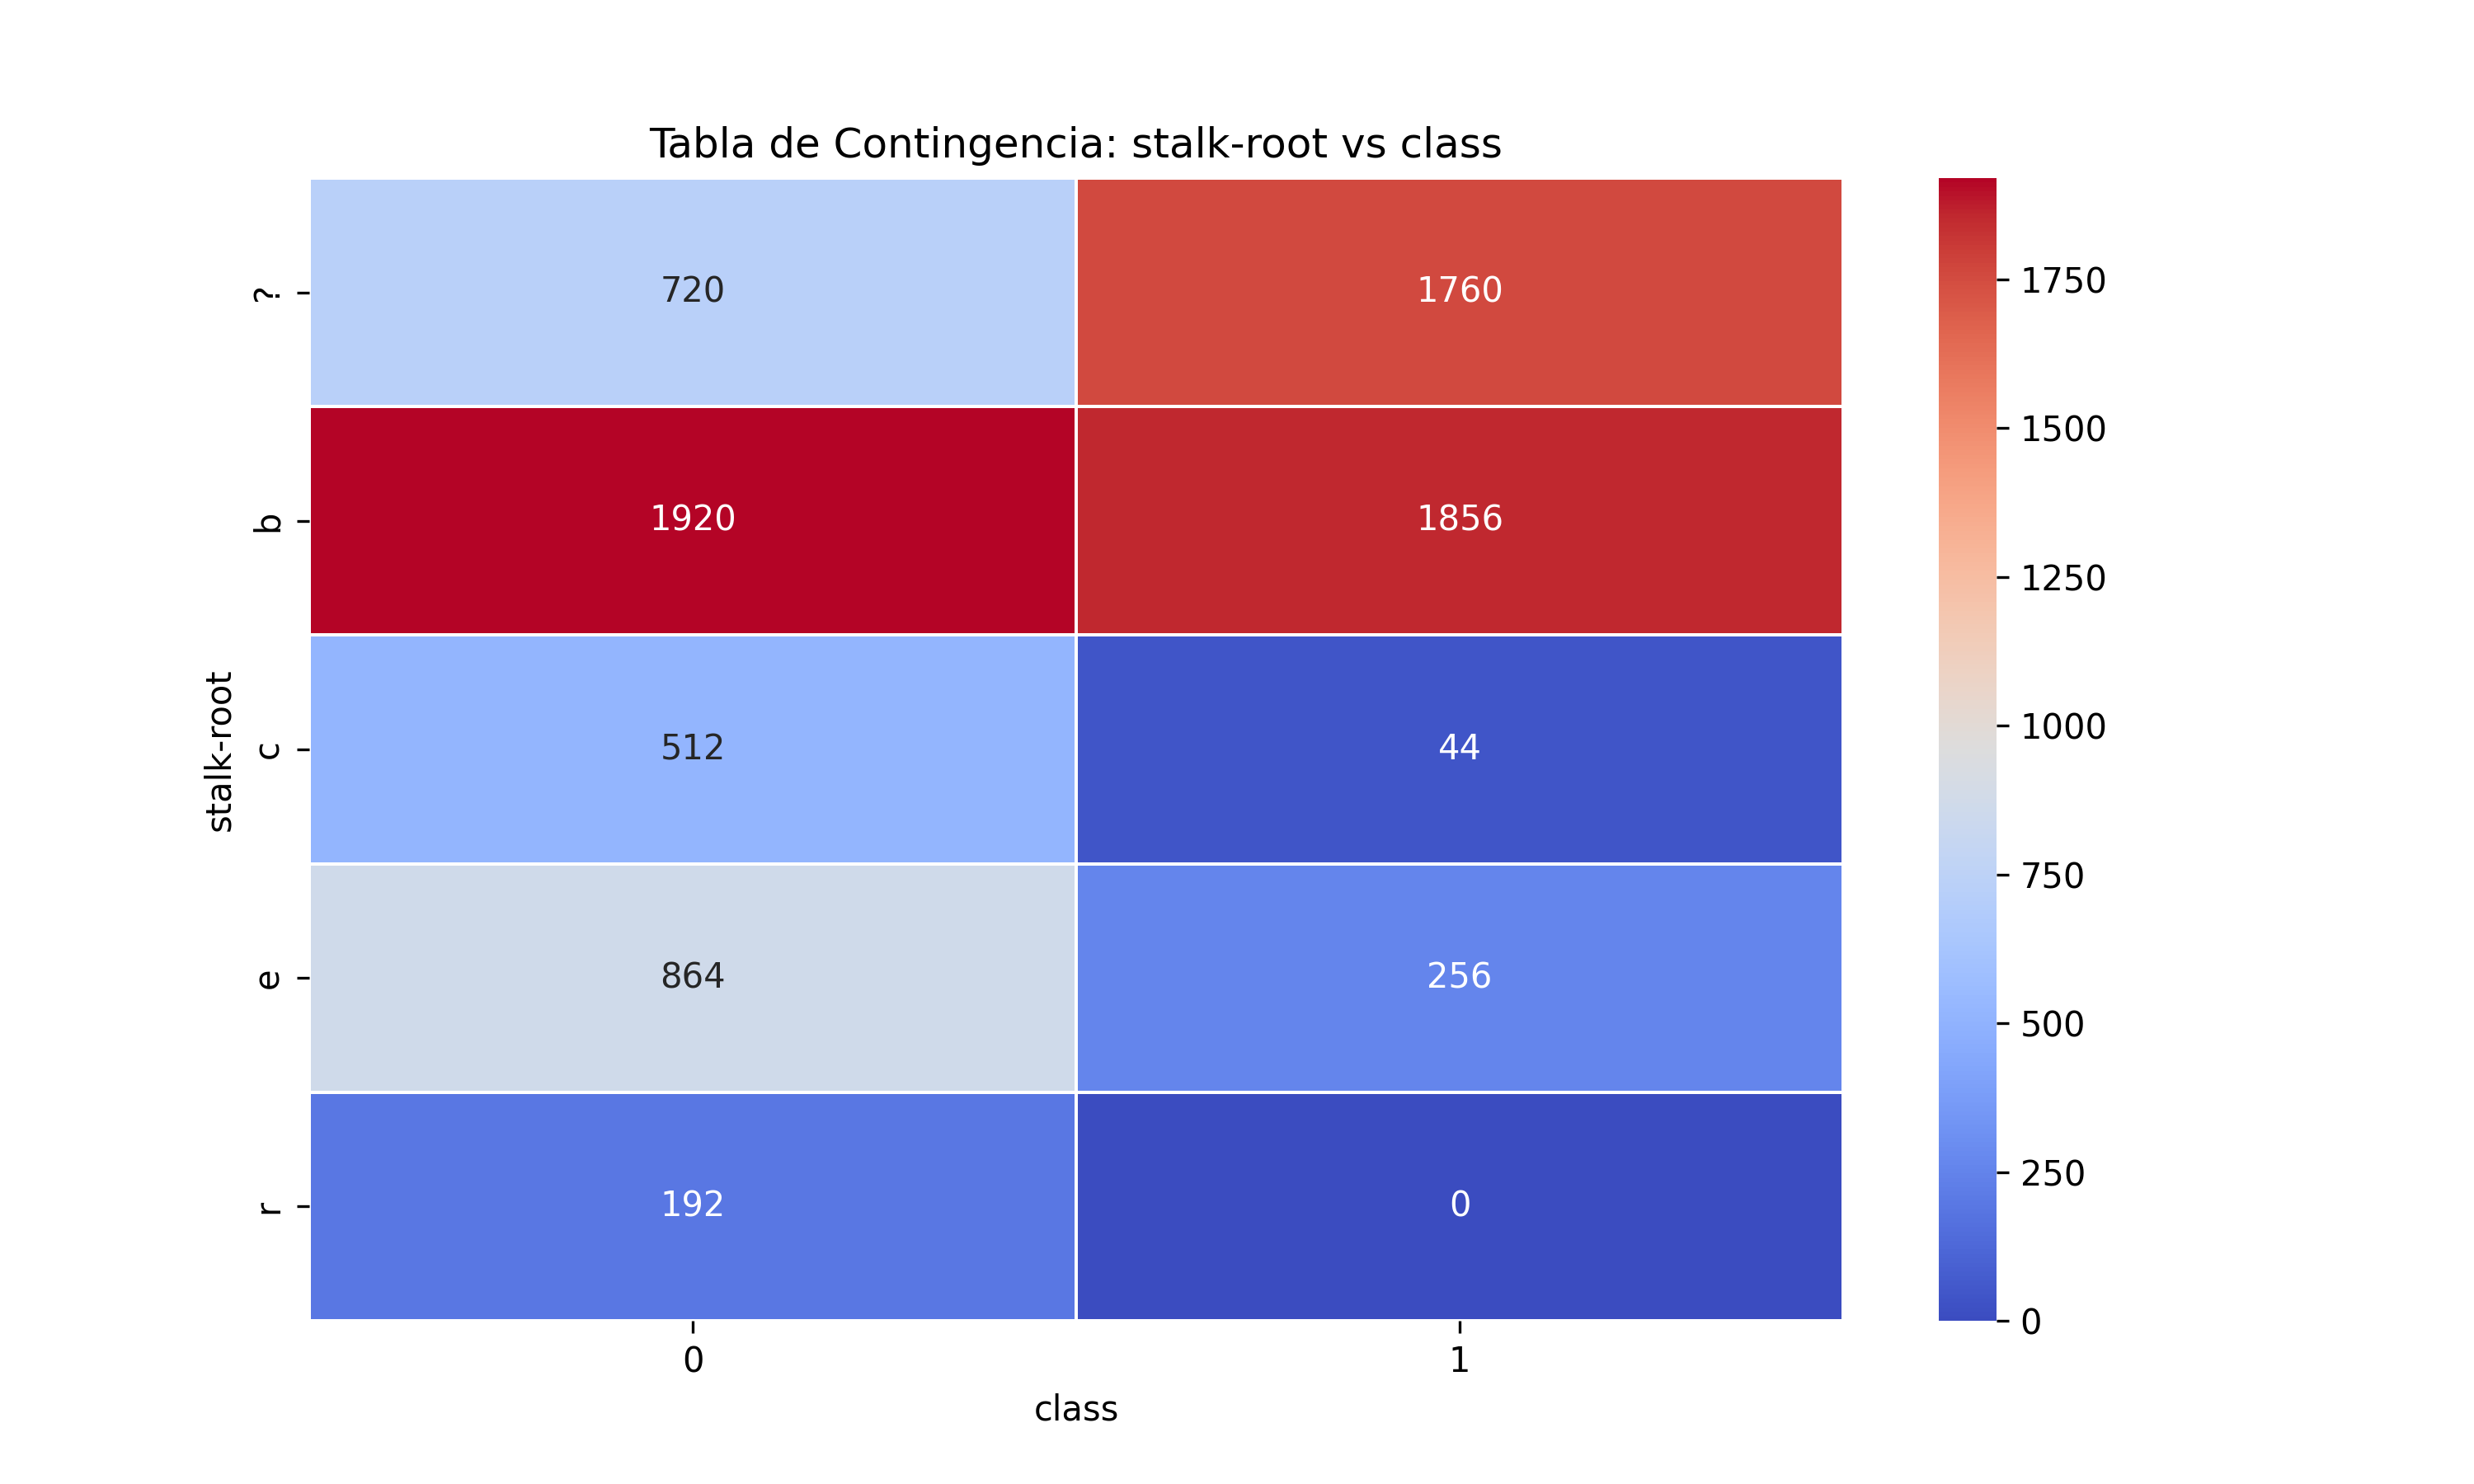 Tabla de Contingencia: stalk-root vs class
? 720 1760
b 1920 1856
c 512 44
e 864 256
r 192 0
0 1
class
stalk-root
1750
1500
1250
1000
750
500
250
0